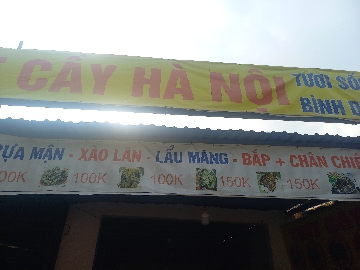 CẦY HÀ NỘI TƯƠI SỐ
BÌNH
RỰA MẬN - XÀO LĂN - LẨU MĂNG - BẮP + CHÂN CHI
00K 100K 100K 150K 150K